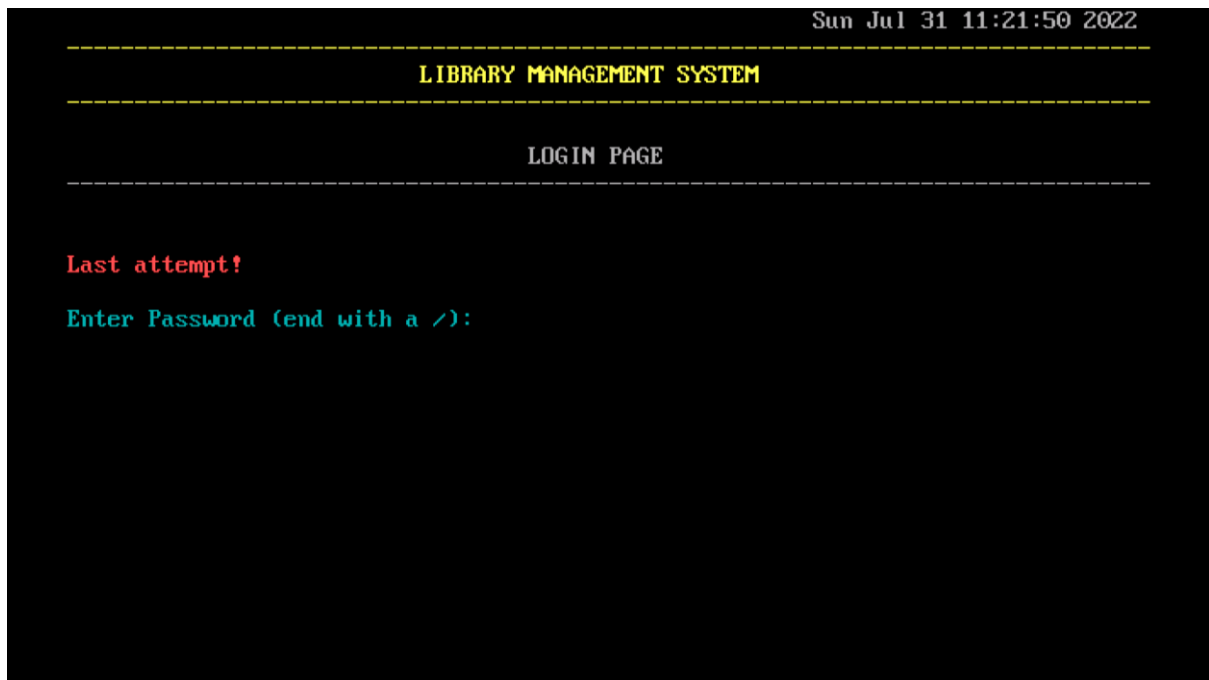 Sun Jul 31 11:21:50 2022
LIBRARY MANAGEMENT SYSTEM
LOGIN PAGE
Last attempt!
Enter Password (end with a /):